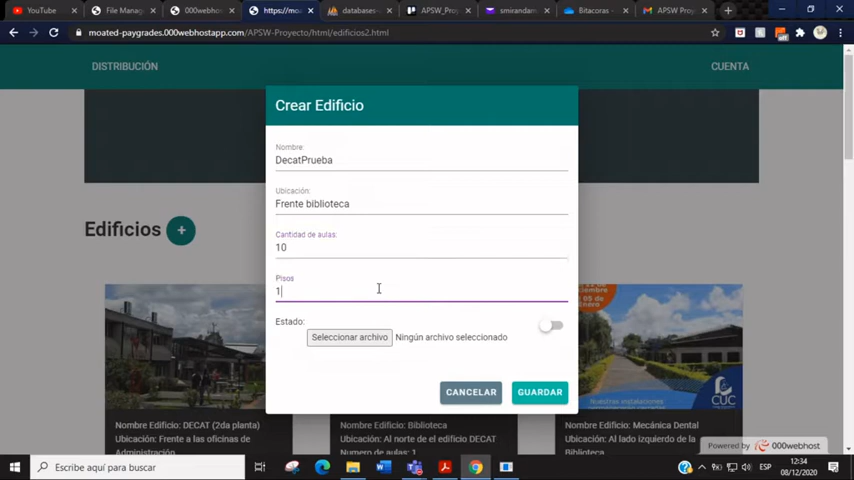 YouTube
File Manag
000webhost
https://moa
databases-
APSW_Proy
smirandam
Bitacoras -
APSW Proy
moated-paygrades.000webhostapp.com/APSW-Proyecto/html/edificios2.html
off
DISTRIBUCIÓN
CUENTA
Crear Edificio
Nombre:
DecatPrueba
Ubicación:
Frente biblioteca
Cantidad de aulas:
10
Pisos
1
Estado:
Seleccionar archivo Ningún archivo seleccionado
CANCELAR
GUARDAR
Edificios +
CUC
Nuestras instalaciones
Nombre Edificio: DECAT (2da planta)
Ubicación: Frente a las oficinas de
Administración
Nombre Edificio: Biblioteca
Ubicación: Al norte de el edificio DECAT
Numero de aulas: 1
Nombre Edificio: Mecánica Dental
Ubicación: Al lado izquierdo de la
Biblioteca
Powered by 000webhost
Escribe aquí para buscar
ESP
12:34
08/12/2020